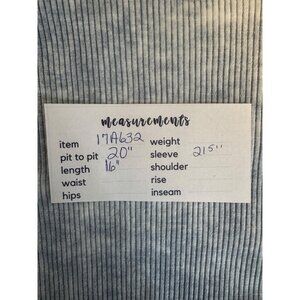 measurements
item 17A632 weight
pit to pit 20" sleeve 21.5"
length 16" shoulder
waist rise
hips inseam